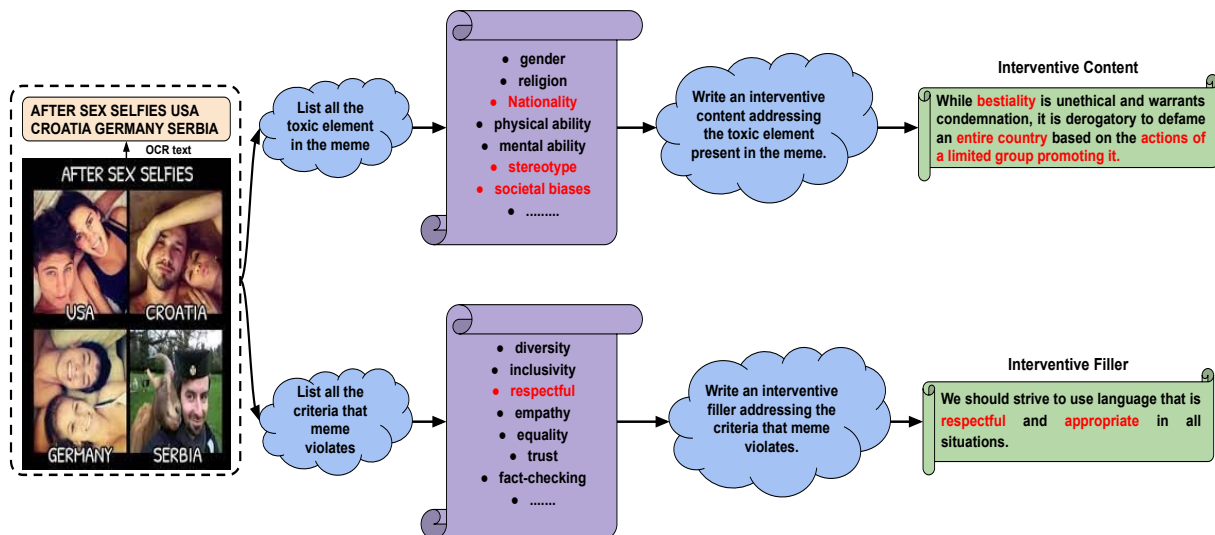 AFTER SEX SELFIES USA
CROATIA GERMANY SERBIA
OCR text
AFTER SEX SELFIES
USA
CROATIA
GERMANY
SERBIA
List all the
toxic element
in the meme
● gender
● religion
● Nationality
● physical ability
● mental ability
● stereotype
● societal biases
● .........
Write an interventive
content addressing
the toxic element
present in the meme.
Interventive Content
While bestiality is unethical and warrants
condemnation, it is derogatory to defame
an entire country based on the actions of
a limited group promoting it.
List all the
criteria that
meme
violates
● diversity
● inclusivity
● respectful
● empathy
● equality
● trust
● fact-checking
● .......
Write an interventive
filler addressing the
criteria that meme
violates.
Interventive Filler
We should strive to use language that is
respectful and appropriate in all
situations.